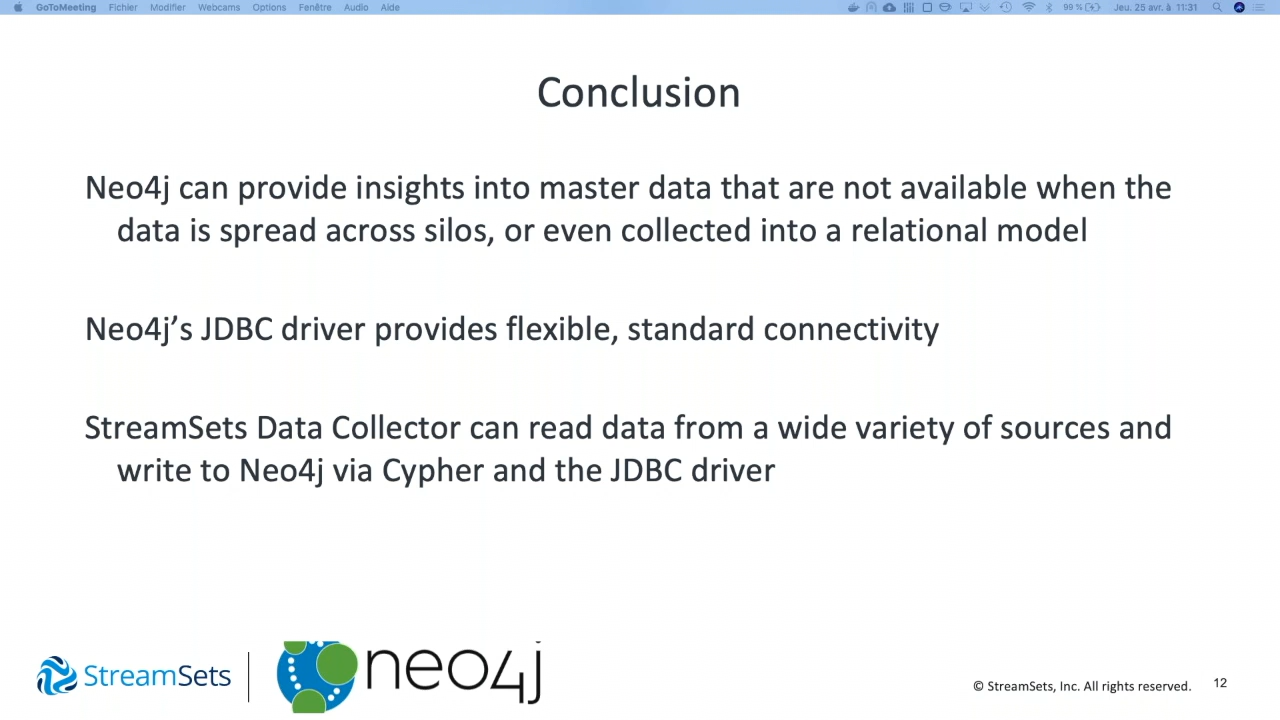 GoToMeeting Fichier Modifier Webcams Options Fenêtre Audio Aide 99 % Jeu. 25 avr. à 11:31
Conclusion
Neo4j can provide insights into master data that are not available when the
data is spread across silos, or even collected into a relational model
Neo4j’s JDBC driver provides flexible, standard connectivity
StreamSets Data Collector can read data from a wide variety of sources and
write to Neo4j via Cypher and the JDBC driver
StreamSets neo4j
© StreamSets, Inc. All rights reserved. 12